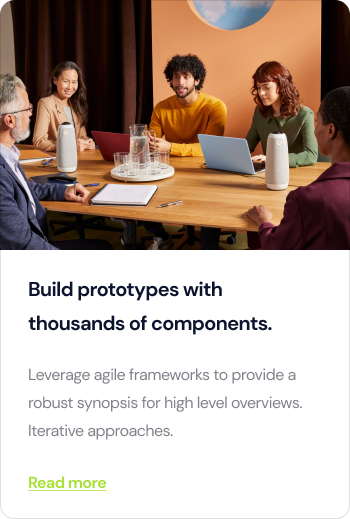 Build prototypes with
thousands of components.
Leverage agile frameworks to provide a
robust synopsis for high level overviews.
Iterative approaches.
Read more